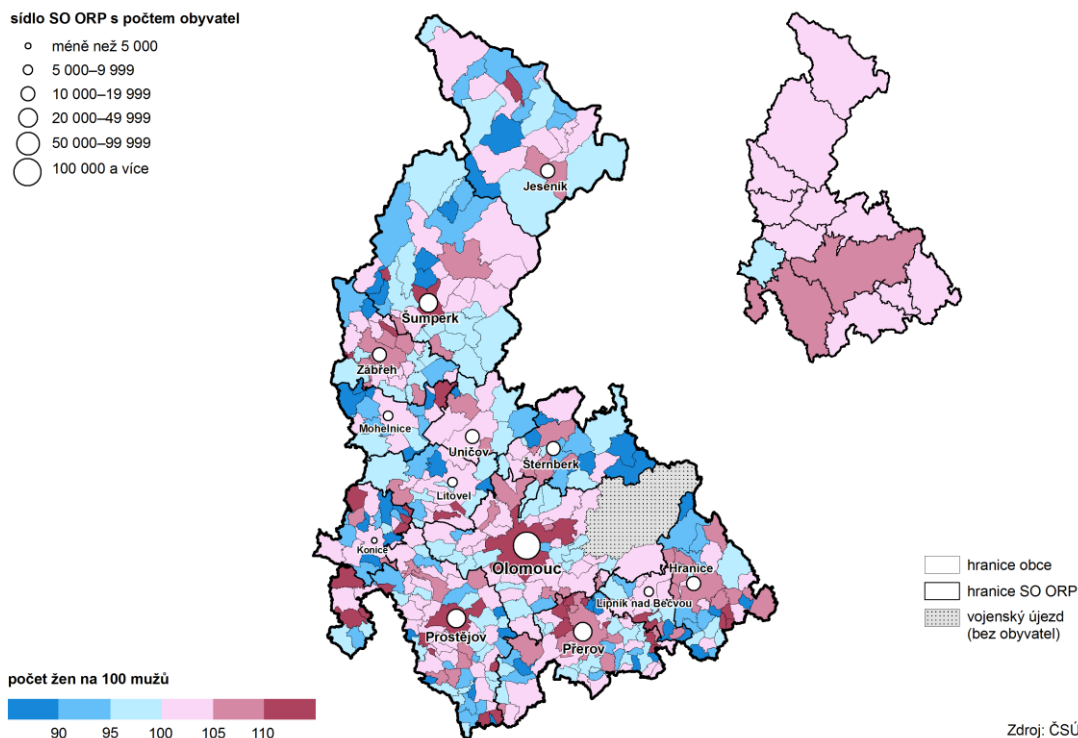 sídlo SO ORP s počtem obyvatel
méně než 5 000
5 000–9 999
10 000–19 999
20 000–49 999
50 000–99 999
100 000 a více
Jeseník
Šumperk
Zábřeh
Mohelnice
Uničov
Šternberk
Litovel
Konice
Olomouc
Hranice
Lipník nad Bečvou
Prostějov
Přerov
hranice obce
hranice SO ORP
vojenský újezd
(bez obyvatel)
počet žen na 100 mužů
90 95 100 105 110
Zdroj: ČSÚ